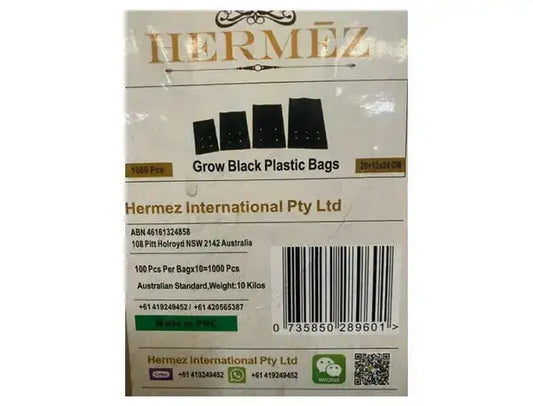 HERMĒZ
Grow Black Plastic Bags
1000 Pcs
Hermez International Pty Ltd
ABN 46161324858
108 Pitt Holroyd NSW 2142 Australia
100 Pcs Per Bagx10=1000 Pcs
Australian Standard,Weight:10 Kilos
+61 419249452 / +61 420565387
Made in PRC
0 735850 289601 >
Hermez International Pty Ltd
+61 419249452
+61 419249452
WeChat